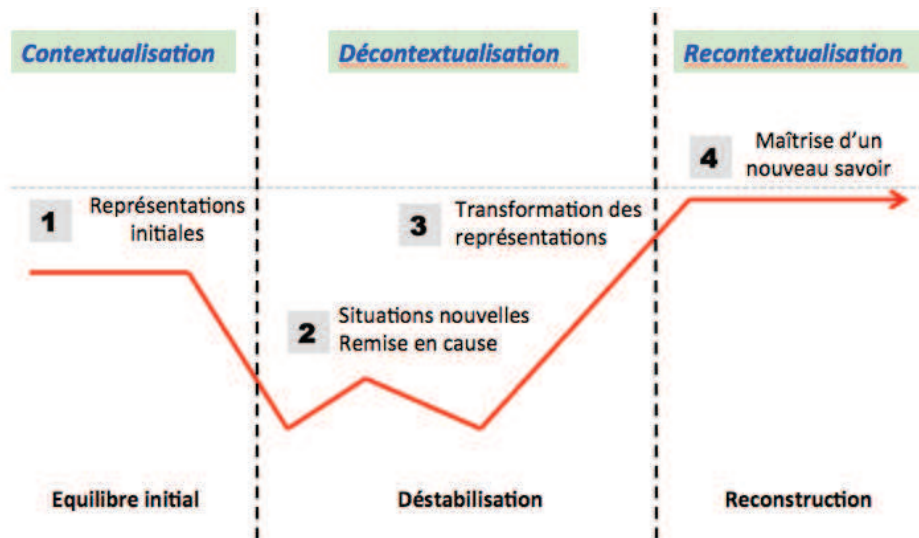 Contextualisation
Décontextualisation
Recontextualisation
1
Représentations
initiales
2
Situations nouvelles
Remise en cause
3
Transformation des
représentations
4
Maîtrise d'un
nouveau savoir
Equilibre initial
Déstabilisation
Reconstruction